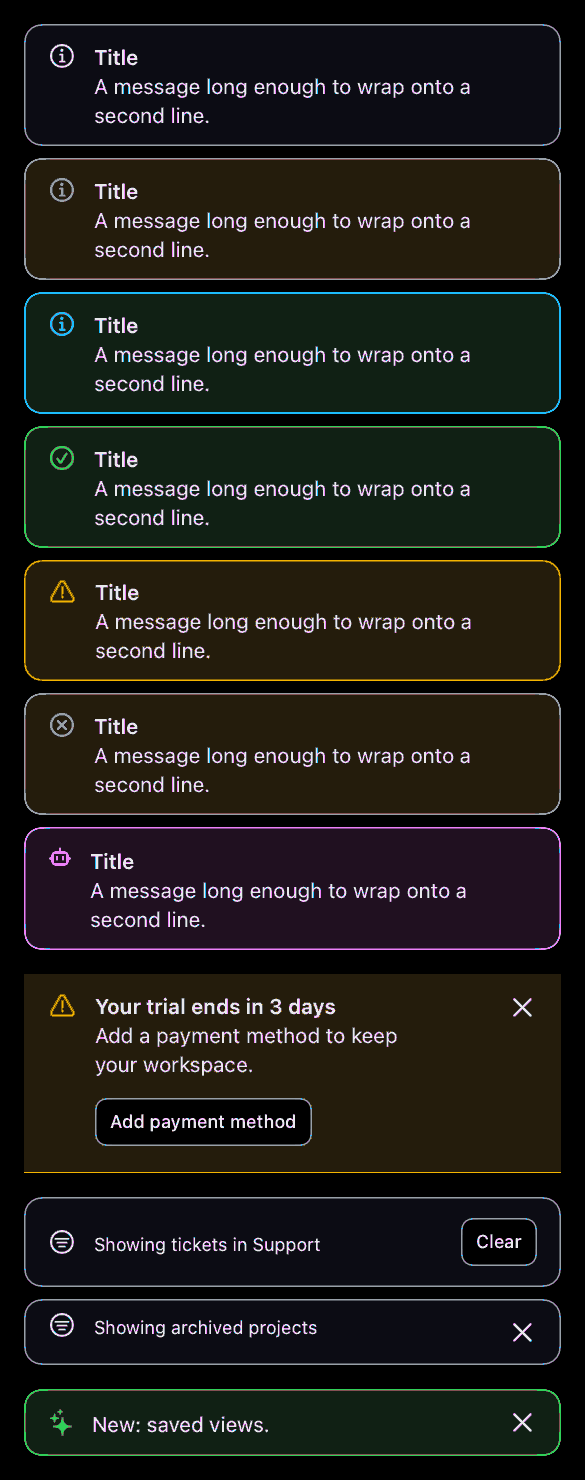 Title
A message long enough to wrap onto a
second line.
Title
A message long enough to wrap onto a
second line.
Title
A message long enough to wrap onto a
second line.
Title
A message long enough to wrap onto a
second line.
Title
A message long enough to wrap onto a
second line.
Title
A message long enough to wrap onto a
second line.
Title
A message long enough to wrap onto a
second line.
Your trial ends in 3 days
Add a payment method to keep
your workspace.
Add payment method
Showing tickets in Support
Clear
Showing archived projects
New: saved views.